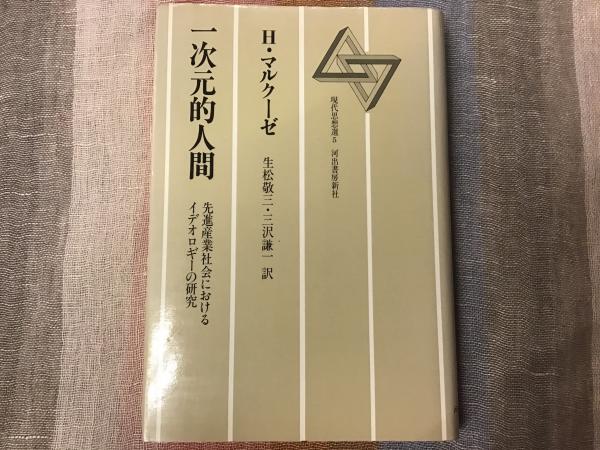 現代思想選5 河出書房新社
H・マルクーゼ
生松敬三・三沢謙一 訳
一次元的人間
先進産業社会における
イデオロギーの研究